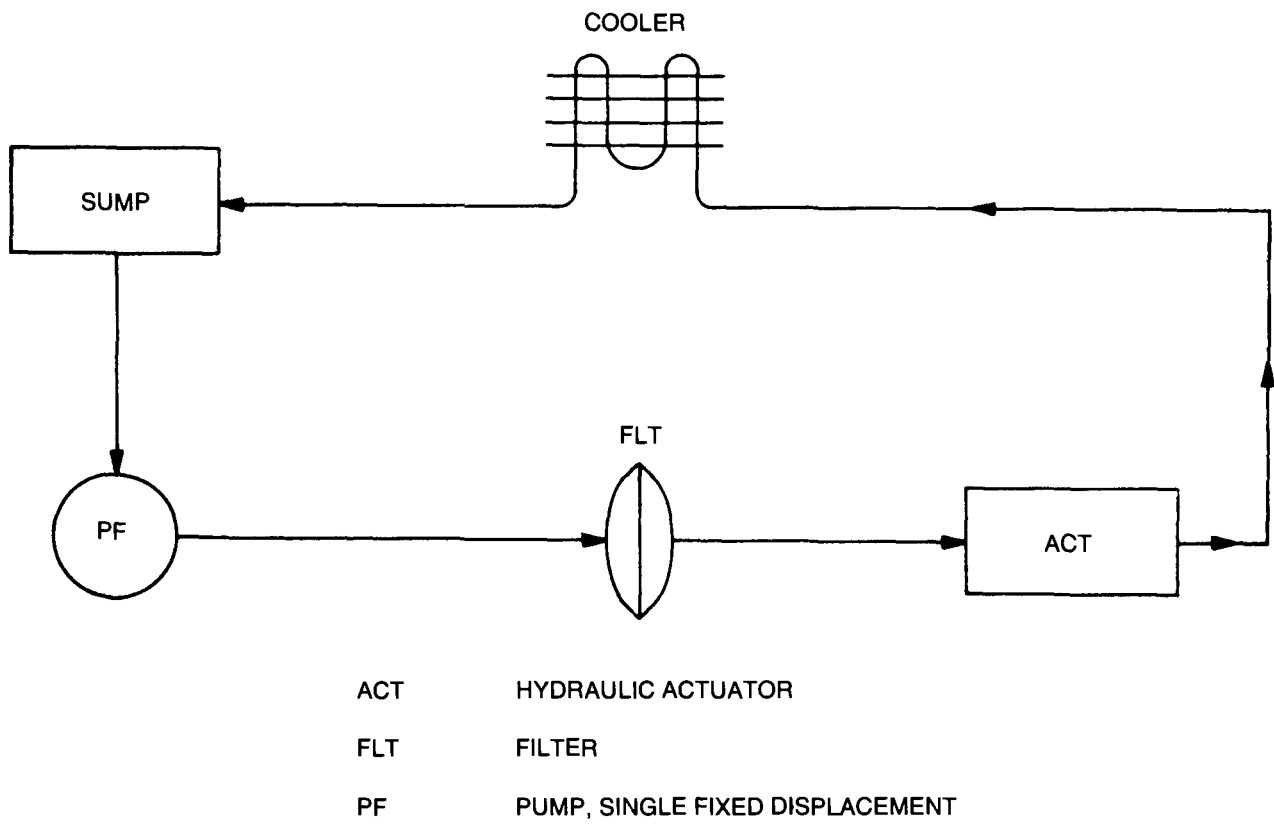 COOLER
SUMP
FLT
PF
ACT
ACT HYDRAULIC ACTUATOR
FLT FILTER
PF PUMP, SINGLE FIXED DISPLACEMENT